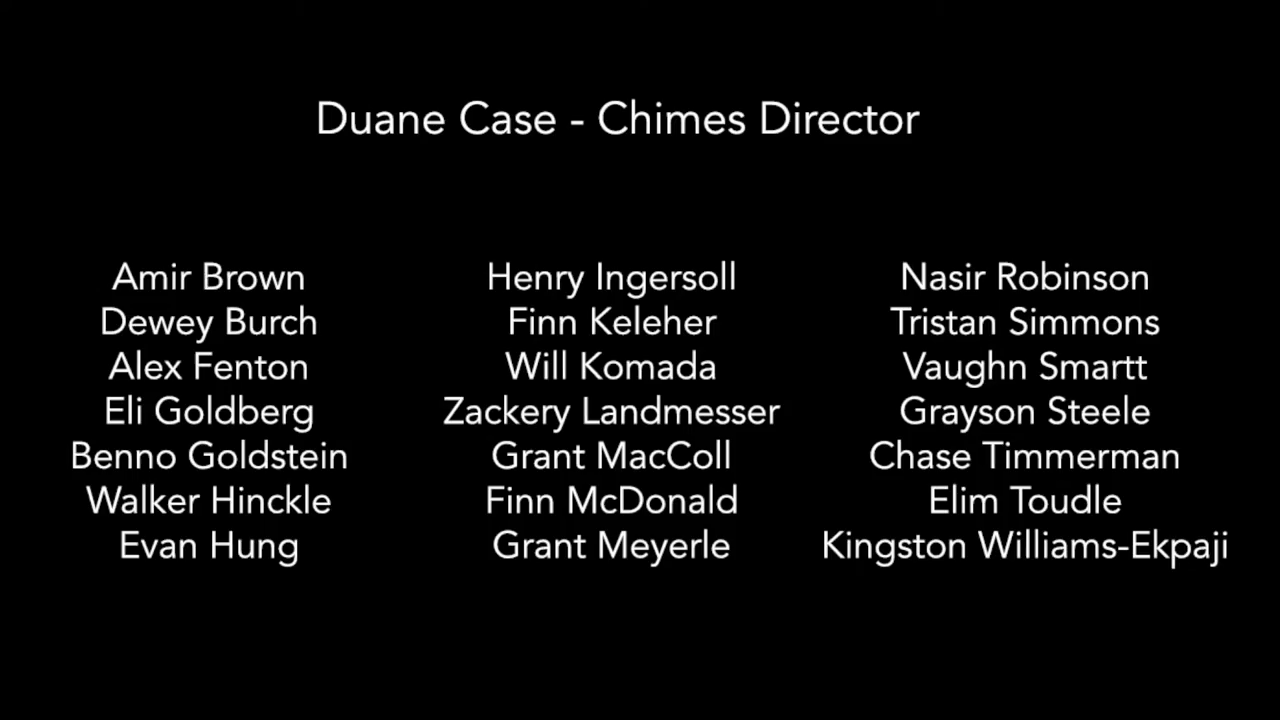 Duane Case - Chimes Director
Amir Brown
Dewey Burch
Alex Fenton
Eli Goldberg
Benno Goldstein
Walker Hinckle
Evan Hung
Henry Ingersoll
Finn Keleher
Will Komada
Zackery Landmesser
Grant MacColl
Finn McDonald
Grant Meyerle
Nasir Robinson
Tristan Simmons
Vaughn Smartt
Grayson Steele
Chase Timmerman
Elim Toudle
Kingston Williams-Ekpaji